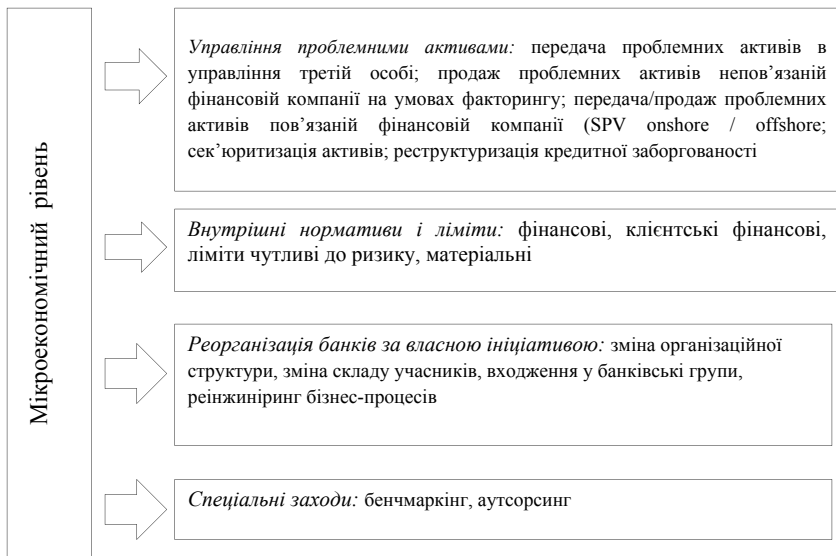 Мікроекономічний рівень
Управління проблемними активами: передача проблемних активів в
управління третій особі; продаж проблемних активів непов’язаній
фінансовій компанії на умовах факторингу; передача/продаж проблемних
активів пов’язаній фінансовій компанії (SPV onshore / offshore;
сек’юритизація активів; реструктуризація кредитної заборгованості
Внутрішні нормативи і ліміти: фінансові, клієнтські фінансові,
ліміти чутливі до ризику, матеріальні
Реорганізація банків за власною ініціативою: зміна організаційної
структури, зміна складу учасників, входження у банківські групи,
реінжиніринг бізнес-процесів
Спеціальні заходи: бенчмаркінг, аутсорсинг